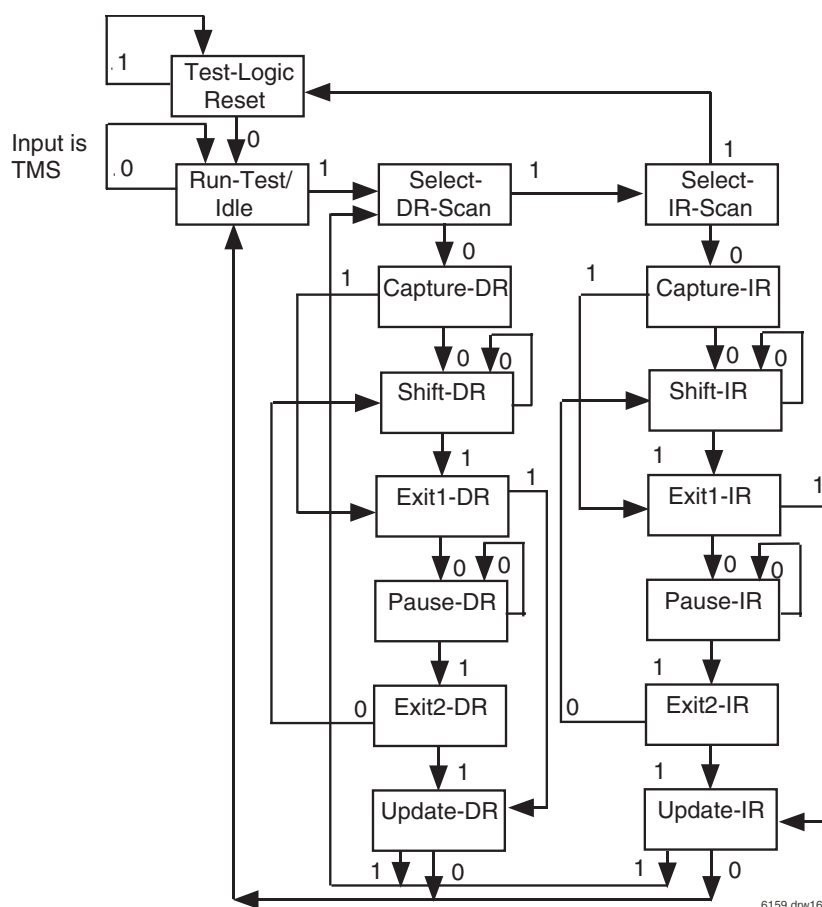 1
Test-Logic
Reset
0
1
Input is
TMS
0
Run-Test/
Idle
1
Select-
DR-Scan
1
Select-
IR-Scan
0
0
1
Capture-DR
1
Capture-IR
0
0
0
0
Shift-DR
Shift-IR
1
1
Exit1-DR
1
Exit1-IR
1
0
0
0
0
Pause-DR
Pause-IR
1
1
0
Exit2-DR
0
Exit2-IR
1
1
Update-DR
Update-IR
1
0
1
0
6159 drw16